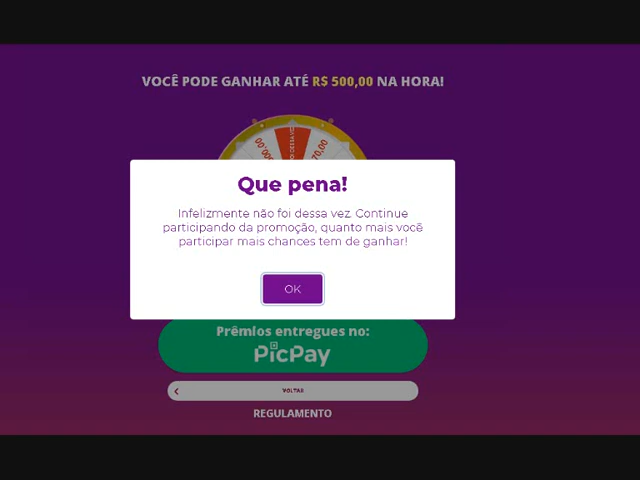 VOCÊ PODE GANHAR ATÉ R$ 500,00 NA HORA!
Que pena!
Infelizmente não foi dessa vez. Continue
participando da promoção, quanto mais você
participar mais chances tem de ganhar!
OK
Prêmios entregues no:
PicPay
VOLTAR
REGULAMENTO